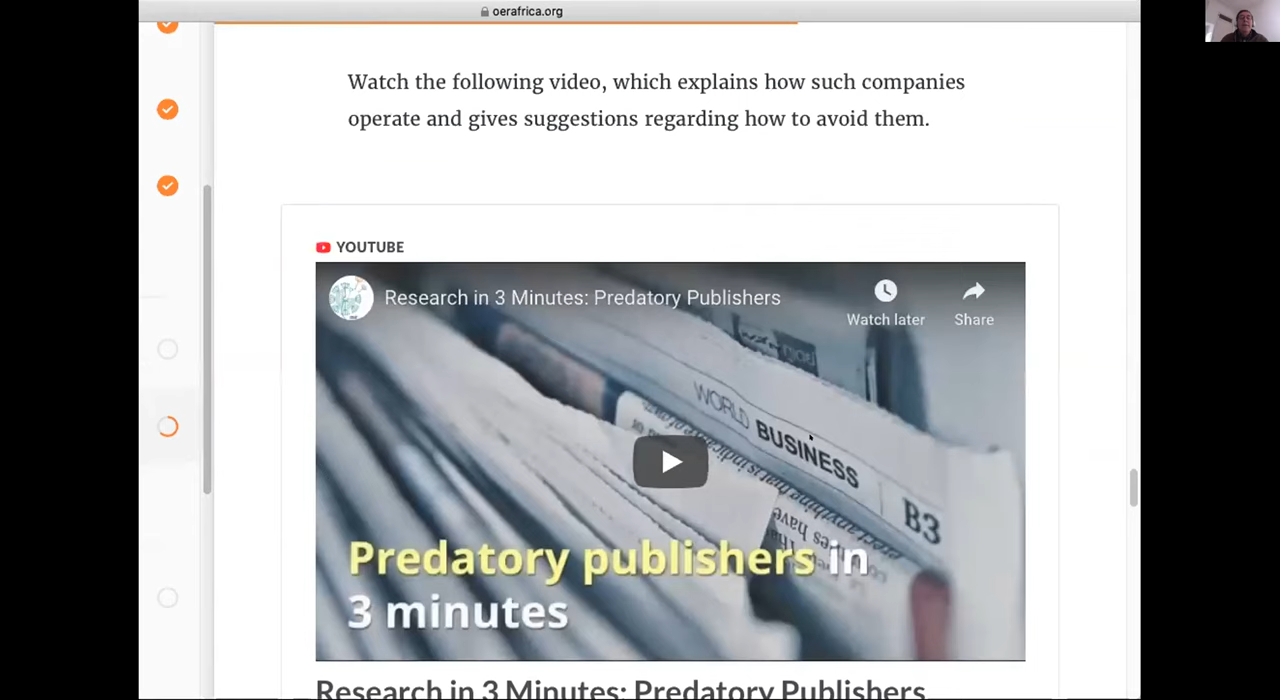 oerafrica.org
Watch the following video, which explains how such companies
operate and gives suggestions regarding how to avoid them.
YOUTUBE
Research in 3 Minutes: Predatory Publishers
Watch later
Share
WORLD BUSINESS
B3
Predatory publishers in
3 minutes
Research in 3 Minutes: Predatory Publishers